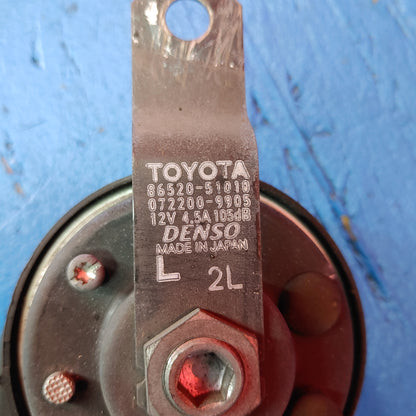 TOYOTA
86520-51010
072200-9905
12V 4.5A 105dB
DENSO
MADE IN JAPAN
L 2L